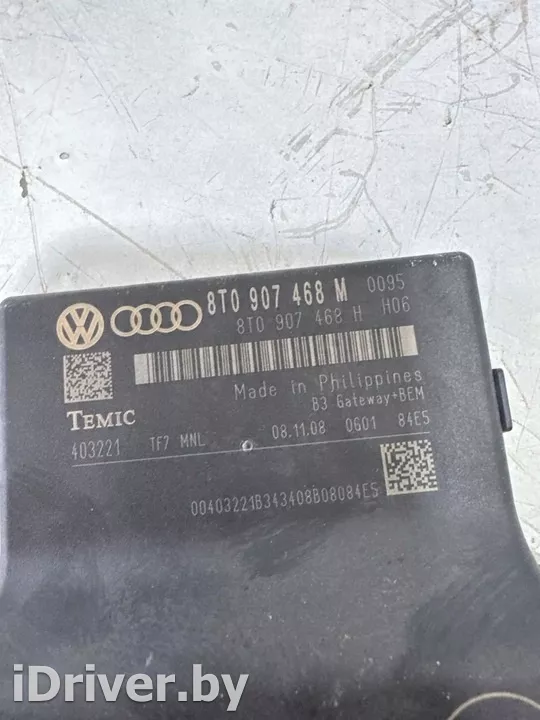 8T0 907 468 M 0095
8T0 907 468 H H06
Made in Philippines
TEMIC
B3 Gateway+BEM
403221 TF7 MNL 08.11.08 0601 84E5
00403221B343408B08084E5
iDriver.by